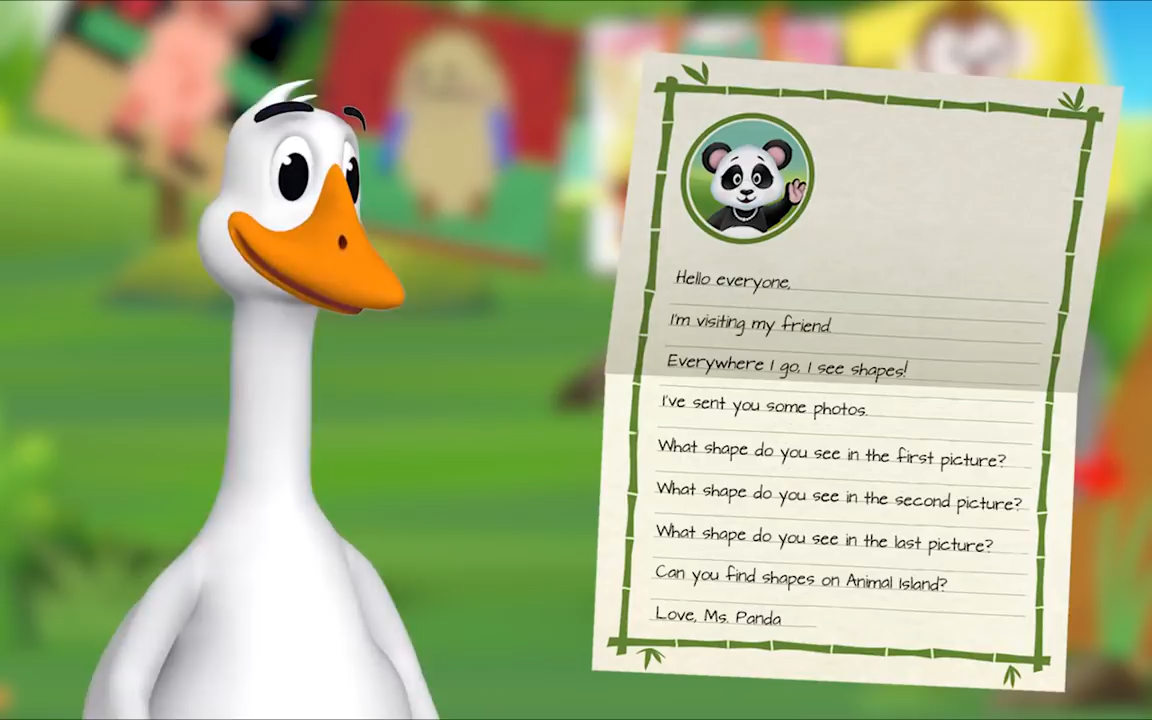 Hello everyone,
I'm visiting my friend.
Everywhere I go, I see shapes!
I've sent you some photos.
What shape do you see in the first picture?
What shape do you see in the second picture?
What shape do you see in the last picture?
Can you find shapes on Animal Island?
Love, Ms. Panda